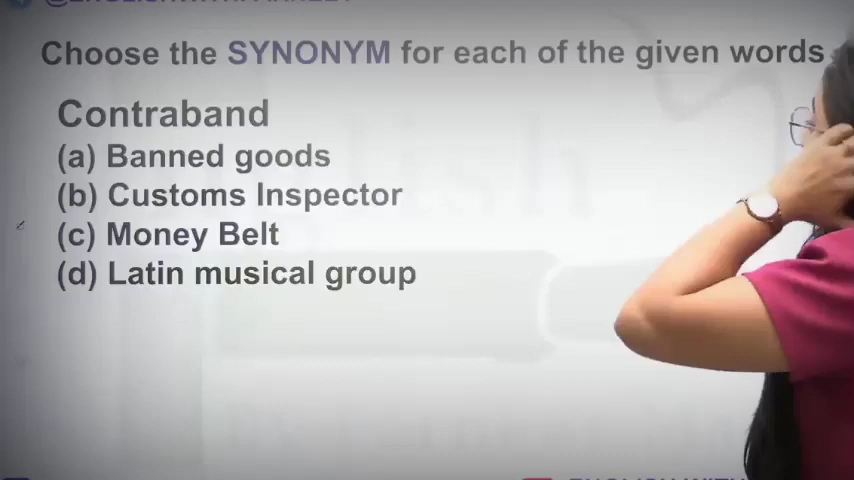 Choose the SYNONYM for each of the given words
Contraband
(a) Banned goods
(b) Customs Inspector
(c) Money Belt
(d) Latin musical group